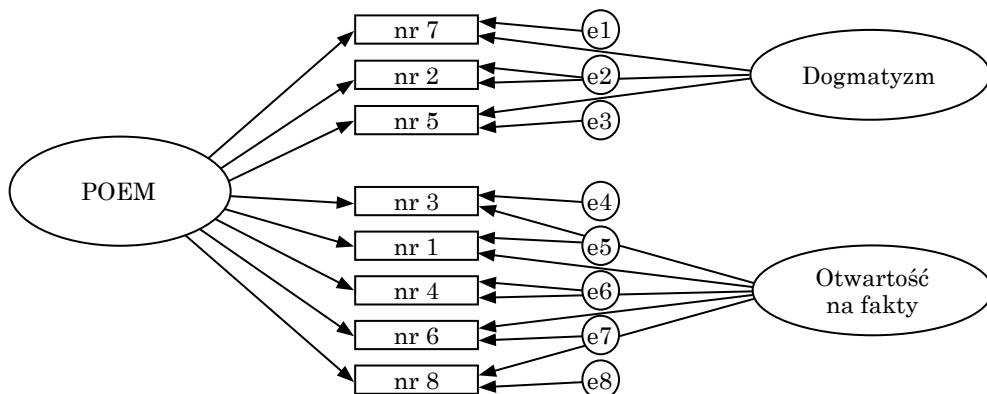 nr 7
e1
nr 2
e2
Dogmatyzm
nr 5
e3
POEM
nr 3
e4
nr 1
e5
nr 4
e6
Otwartość
na fakty
nr 6
e7
nr 8
e8